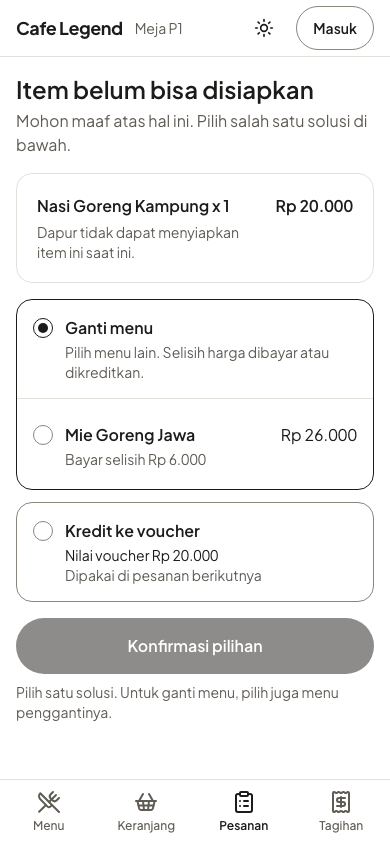 Cafe Legend Meja P1 Masuk
Item belum bisa disiapkan
Mohon maaf atas hal ini. Pilih salah satu solusi di
bawah.
Nasi Goreng Kampung x 1 Rp 20.000
Dapur tidak dapat menyiapkan
item ini saat ini.
Ganti menu
Pilih menu lain. Selisih harga dibayar atau
dikreditkan.
Mie Goreng Jawa Rp 26.000
Bayar selisih Rp 6.000
Kredit ke voucher
Nilai voucher Rp 20.000
Dipakai di pesanan berikutnya
Konfirmasi pilihan
Pilih satu solusi. Untuk ganti menu, pilih juga menu
penggantinya.
Menu Keranjang Pesanan Tagihan